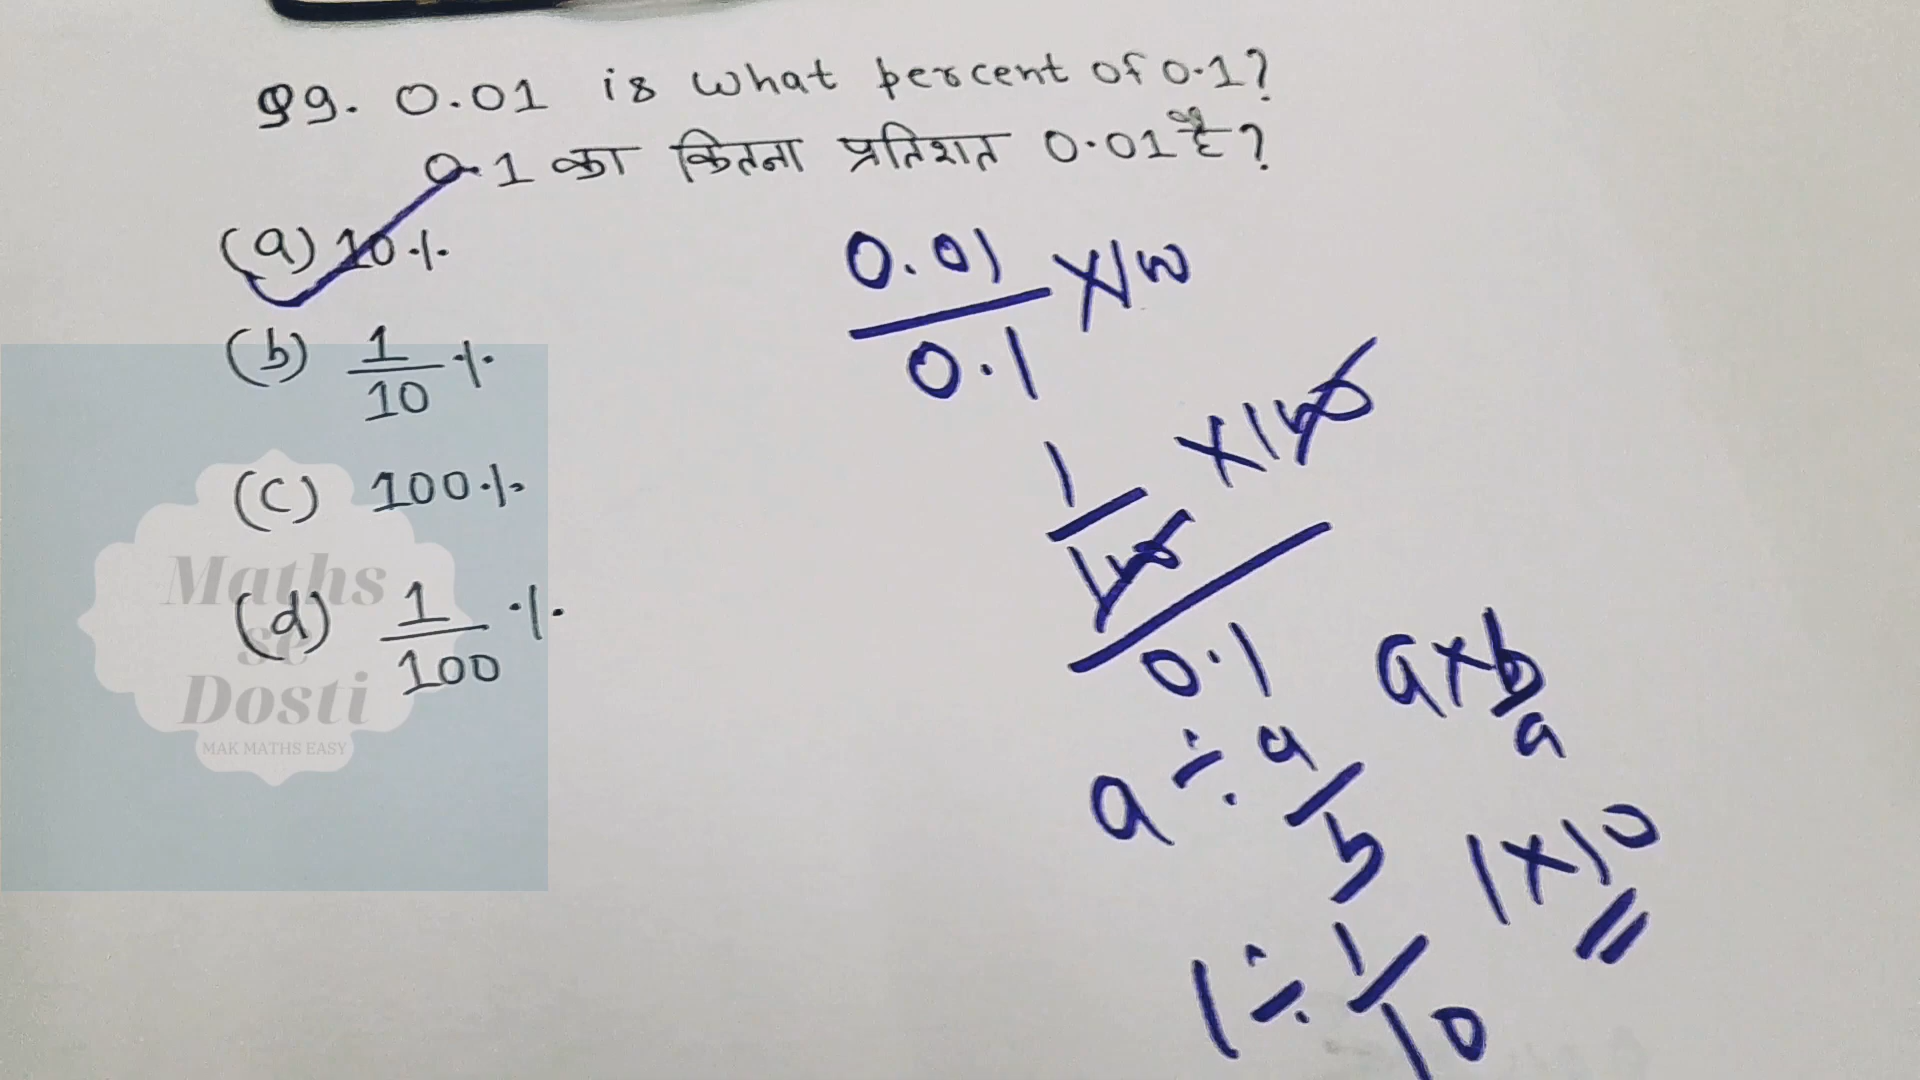 Q9. 0.01 is what percent of 0.1?
0.1 का कितना प्रतिशत 0.01 है?
(a) 10%
(b) 1/10 %
(c) 100%
(d) 1/100 %
0.01/0.1 ×100
1/100 ×100
0.1
a ÷ a/b
a×b/a
1 ÷ 1/10
1×10
Maths
se
Dosti
MAK MATHS EASY